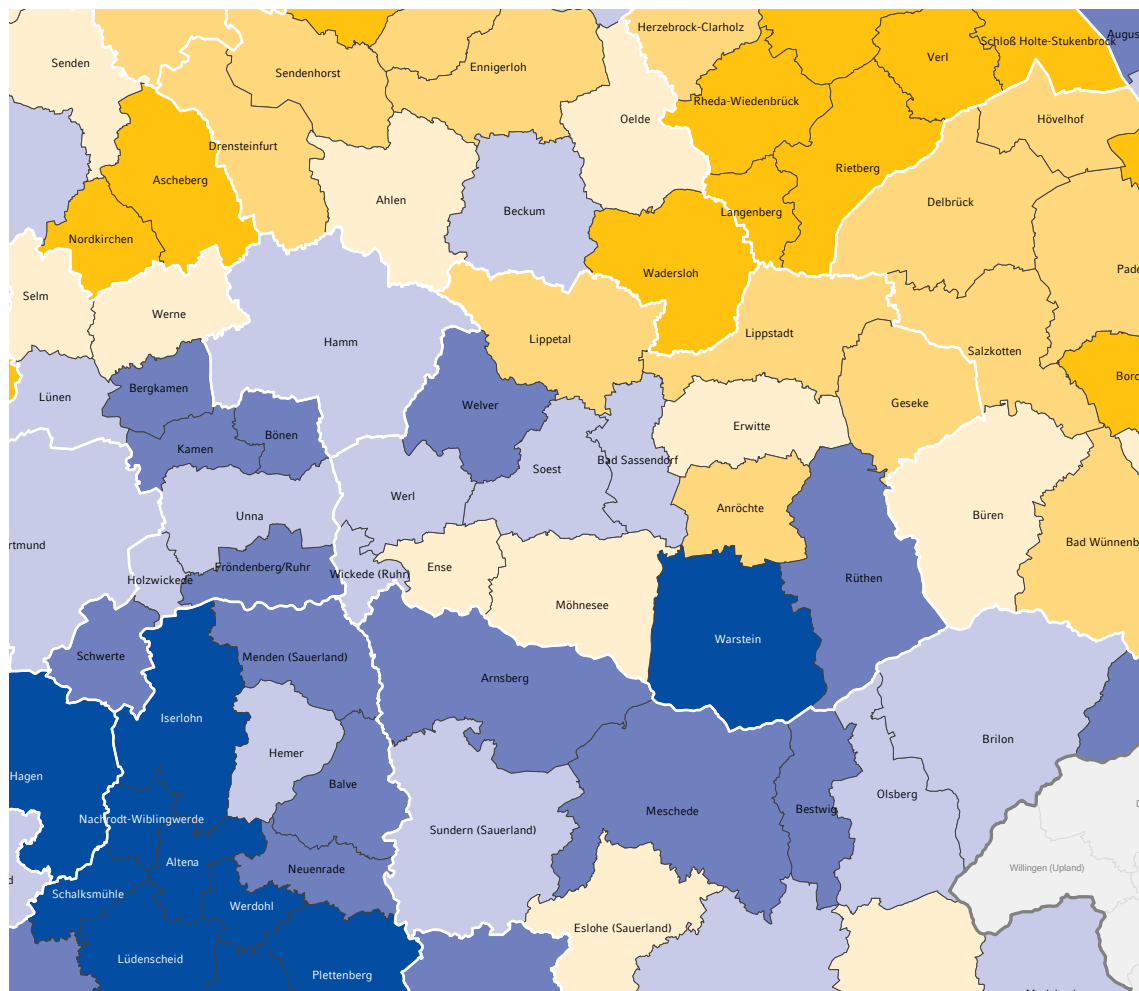 Herzebrock-Clarholz
Schloß Holte-Stukenbrock
Augus
Verl
Senden
Sendenhorst
Ennigerloh
Rheda-Wiedenbrück
Oelde
Hövelhof
Drensteinfurt
Rietberg
Ascheberg
Ahlen
Beckum
Langenberg
Delbrück
Nordkirchen
Wadersloh
Pade
Selm
Werne
Hamm
Lippetal
Lippstadt
Salzkotten
Borc
Bergkamen
Lünen
Welver
Geseke
Erwitte
Bönen
Kamen
Soest
Bad Sassendorf
Werl
Anröchte
Unna
Büren
rtmund
Bad Wünnenb
Holzwickede
Fröndenberg/Ruhr
Wickede (Ruhr)
Ense
Rüthen
Möhnesee
Warstein
Schwerte
Menden (Sauerland)
Arnsberg
Iserlohn
Brilon
Hemer
Hagen
Balve
Olsberg
Meschede
Bestwig
Nachrodt-Wiblingwerde
Sundern (Sauerland)
Altena
Neuenrade
Willingen (Upland)
d
Schalksmühle
Werdohl
Eslohe (Sauerland)
Lüdenscheid
Plettenberg